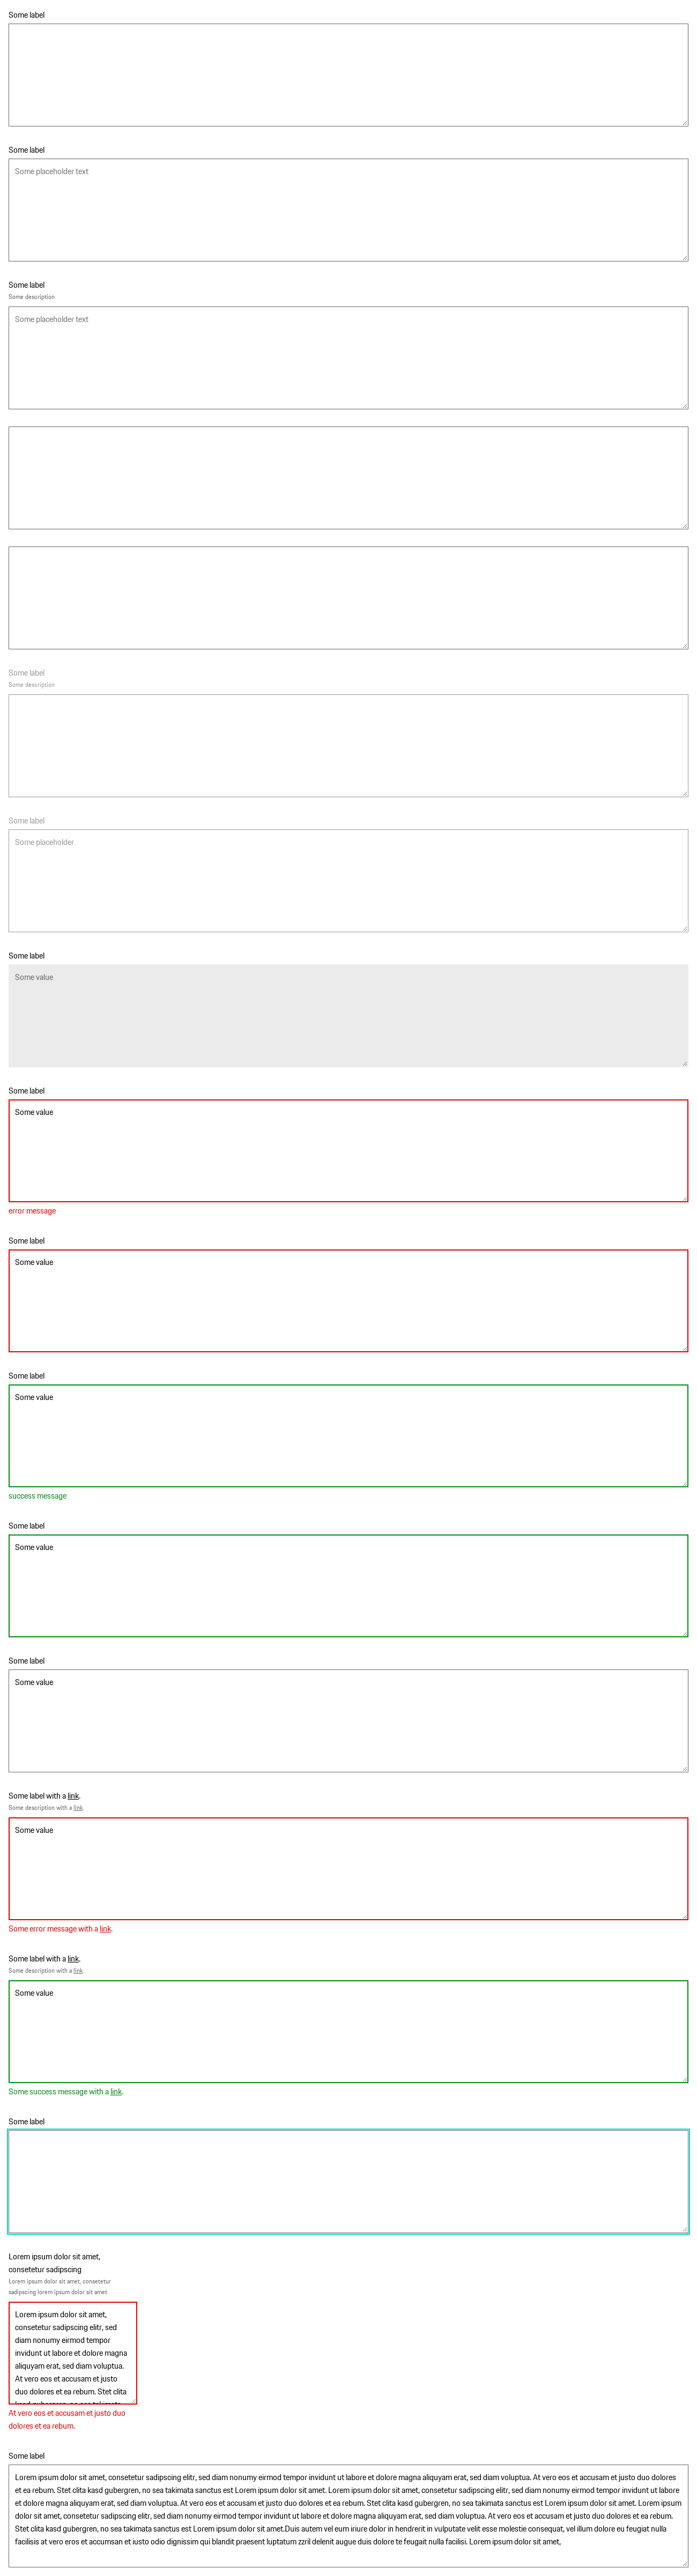 Some label
Some label
Some placeholder text
Some label
Some description
Some placeholder text
Some label
Some description
Some label
Some placeholder
Some label
Some value
Some label
Some value
error message
Some label
Some value
Some label
Some value
success message
Some label
Some value
Some label
Some value
Some label with a link.
Some description with a link.
Some value
Some error message with a link.
Some label with a link.
Some description with a link.
Some value
Some success message with a link.
Some label
Lorem ipsum dolor sit amet,
consetetur sadipscing
Lorem ipsum dolor sit amet, consetetur
sadipscing lorem ipsum dolor sit amet
Lorem ipsum dolor sit amet,
consetetur sadipscing elitr, sed
diam nonumy eirmod tempor
invidunt ut labore et dolore magna
aliquyam erat, sed diam voluptua.
At vero eos et accusam et justo
duo dolores et ea rebum. Stet clita
At vero eos et accusam et justo duo
dolores et ea rebum.
Some label
Lorem ipsum dolor sit amet, consetetur sadipscing elitr, sed diam nonumy eirmod tempor invidunt ut labore et dolore magna aliquyam erat, sed diam voluptua. At vero eos et accusam et justo duo dolores
et ea rebum. Stet clita kasd gubergren, no sea takimata sanctus est Lorem ipsum dolor sit amet. Lorem ipsum dolor sit amet, consetetur sadipscing elitr, sed diam nonumy eirmod tempor invidunt ut labore
et dolore magna aliquyam erat, sed diam voluptua. At vero eos et accusam et justo duo dolores et ea rebum. Stet clita kasd gubergren, no sea takimata sanctus est Lorem ipsum dolor sit amet. Lorem ipsum
dolor sit amet, consetetur sadipscing elitr, sed diam nonumy eirmod tempor invidunt ut labore et dolore magna aliquyam erat, sed diam voluptua. At vero eos et accusam et justo duo dolores et ea rebum.
Stet clita kasd gubergren, no sea takimata sanctus est Lorem ipsum dolor sit amet.Duis autem vel eum iriure dolor in hendrerit in vulputate velit esse molestie consequat, vel illum dolore eu feugiat nulla
facilisis at vero eros et accumsan et iusto odio dignissim qui blandit praesent luptatum zzril delenit augue duis dolore te feugait nulla facilisi. Lorem ipsum dolor sit amet,